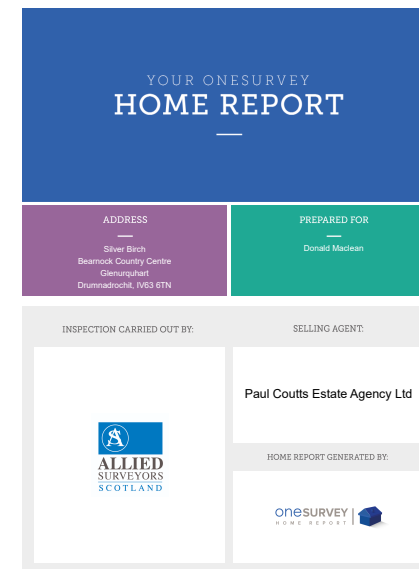 YOUR ONESURVEY
HOME REPORT
ADDRESS
Silver Birch
Bearnock Country Centre
Glenurquhart
Drumnadrochit, IV63 6TN
PREPARED FOR
Donald Maclean
INSPECTION CARRIED OUT BY:
A
S
ALLIED
SURVEYORS
SCOTLAND
SELLING AGENT:
Paul Coutts Estate Agency Ltd
HOME REPORT GENERATED BY:
oneSURVEY
HOME REPORT